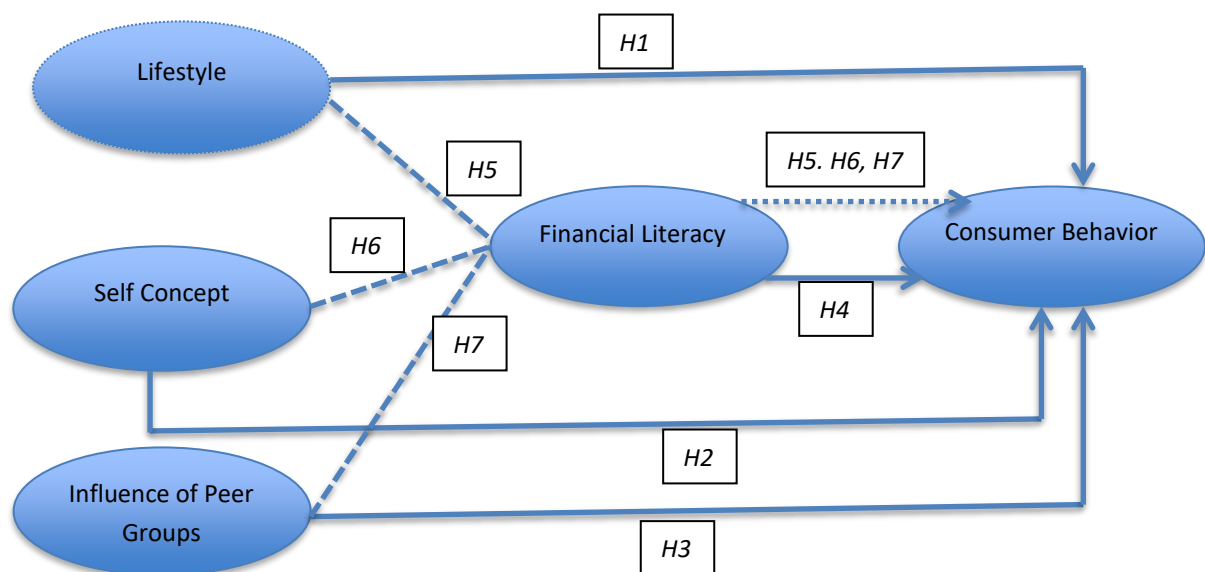 H1
Lifestyle
H5. H6, H7
H5
Financial Literacy
Consumer Behavior
H6
Self Concept
H4
H7
H2
Influence of Peer
Groups
H3